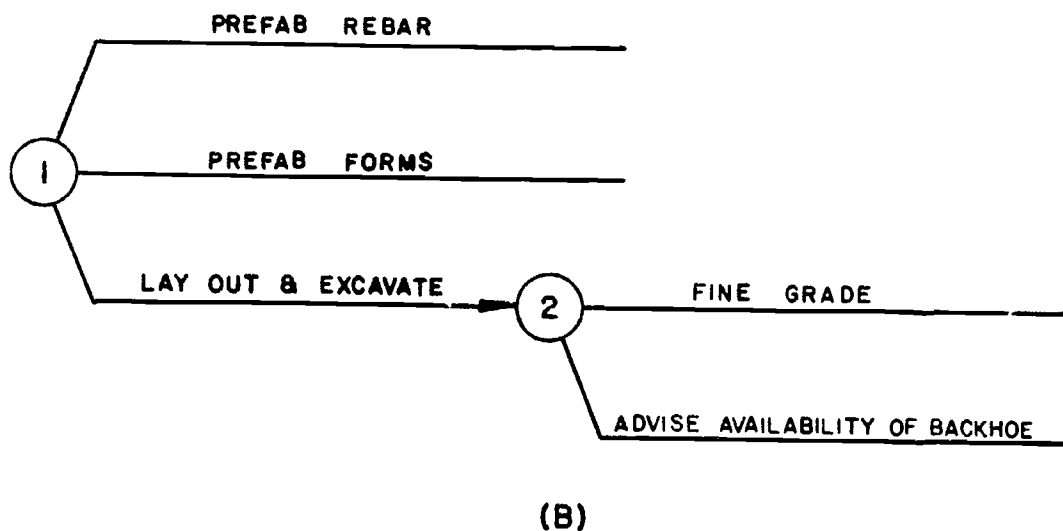 PREFAB REBAR
1
PREFAB FORMS
LAY OUT & EXCAVATE
2
FINE GRADE
ADVISE AVAILABILITY OF BACKHOE
(B)